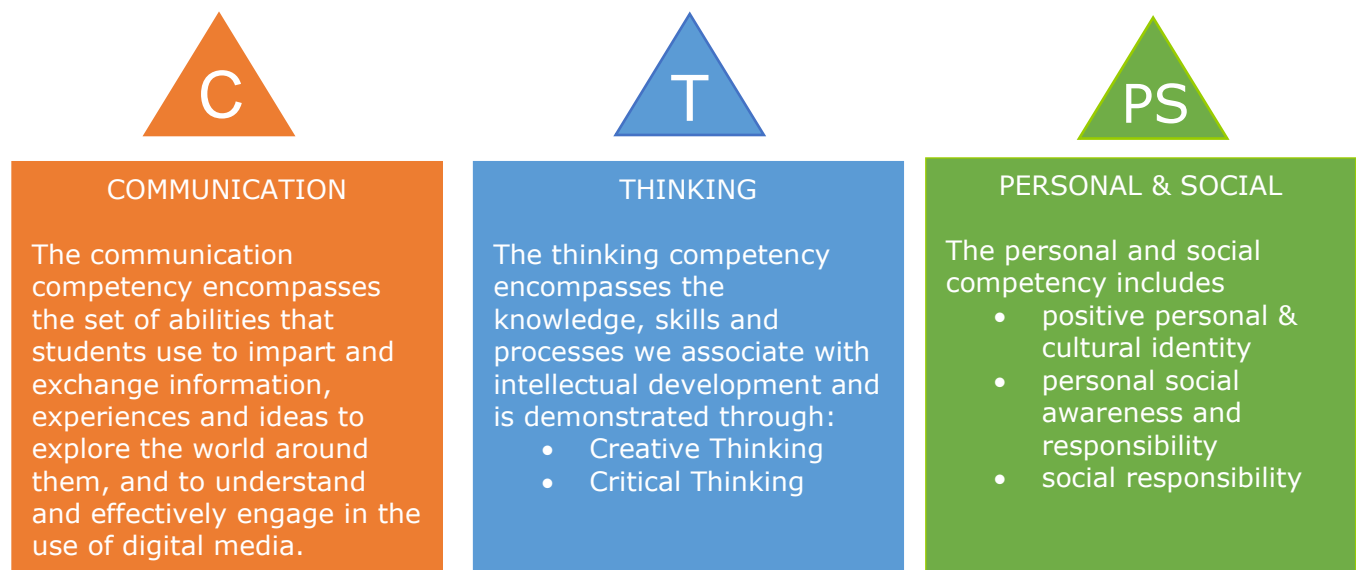 C
COMMUNICATION
The communication
competency encompasses
the set of abilities that
students use to impart and
exchange information,
experiences and ideas to
explore the world around
them, and to understand
and effectively engage in the
use of digital media.
T
THINKING
The thinking competency
encompasses the
knowledge, skills and
processes we associate with
intellectual development and
is demonstrated through:
• Creative Thinking
• Critical Thinking
PS
PERSONAL & SOCIAL
The personal and social
competency includes
• positive personal &
cultural identity
• personal social
awareness and
responsibility
• social responsibility